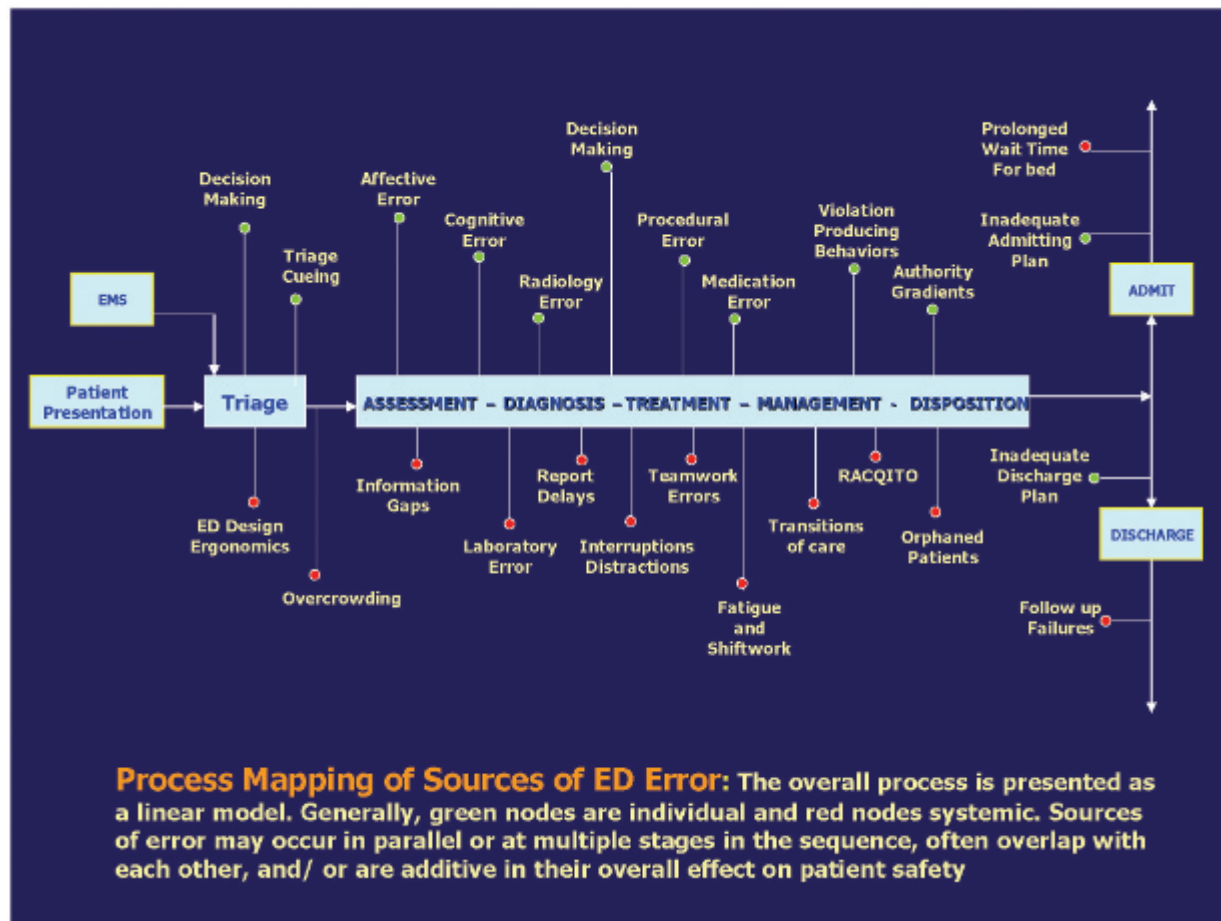 Decision
Making
Prolonged
Wait Time
For bed
Decision
Making
Affective
Error
Cognitive
Error
Procedural
Error
Violation
Producing
Behaviors
Inadequate
Admitting
Plan
Triage
Cueing
Radiology
Error
Medication
Error
Authority
Gradients
EMS
ADMIT
Patient
Presentation
Triage
ASSESSMENT – DIAGNOSIS –TREATMENT – MANAGEMENT - DISPOSITION
Information
Gaps
Report
Delays
Teamwork
Errors
RACQITO
Inadequate
Discharge
Plan
ED Design
Ergonomics
Laboratory
Error
Interruptions
Distractions
Transitions
of care
Orphaned
Patients
DISCHARGE
Overcrowding
Fatigue
and
Shiftwork
Follow up
Failures
Process Mapping of Sources of ED Error: The overall process is presented as
a linear model. Generally, green nodes are individual and red nodes systemic. Sources
of error may occur in parallel or at multiple stages in the sequence, often overlap with
each other, and/ or are additive in their overall effect on patient safety